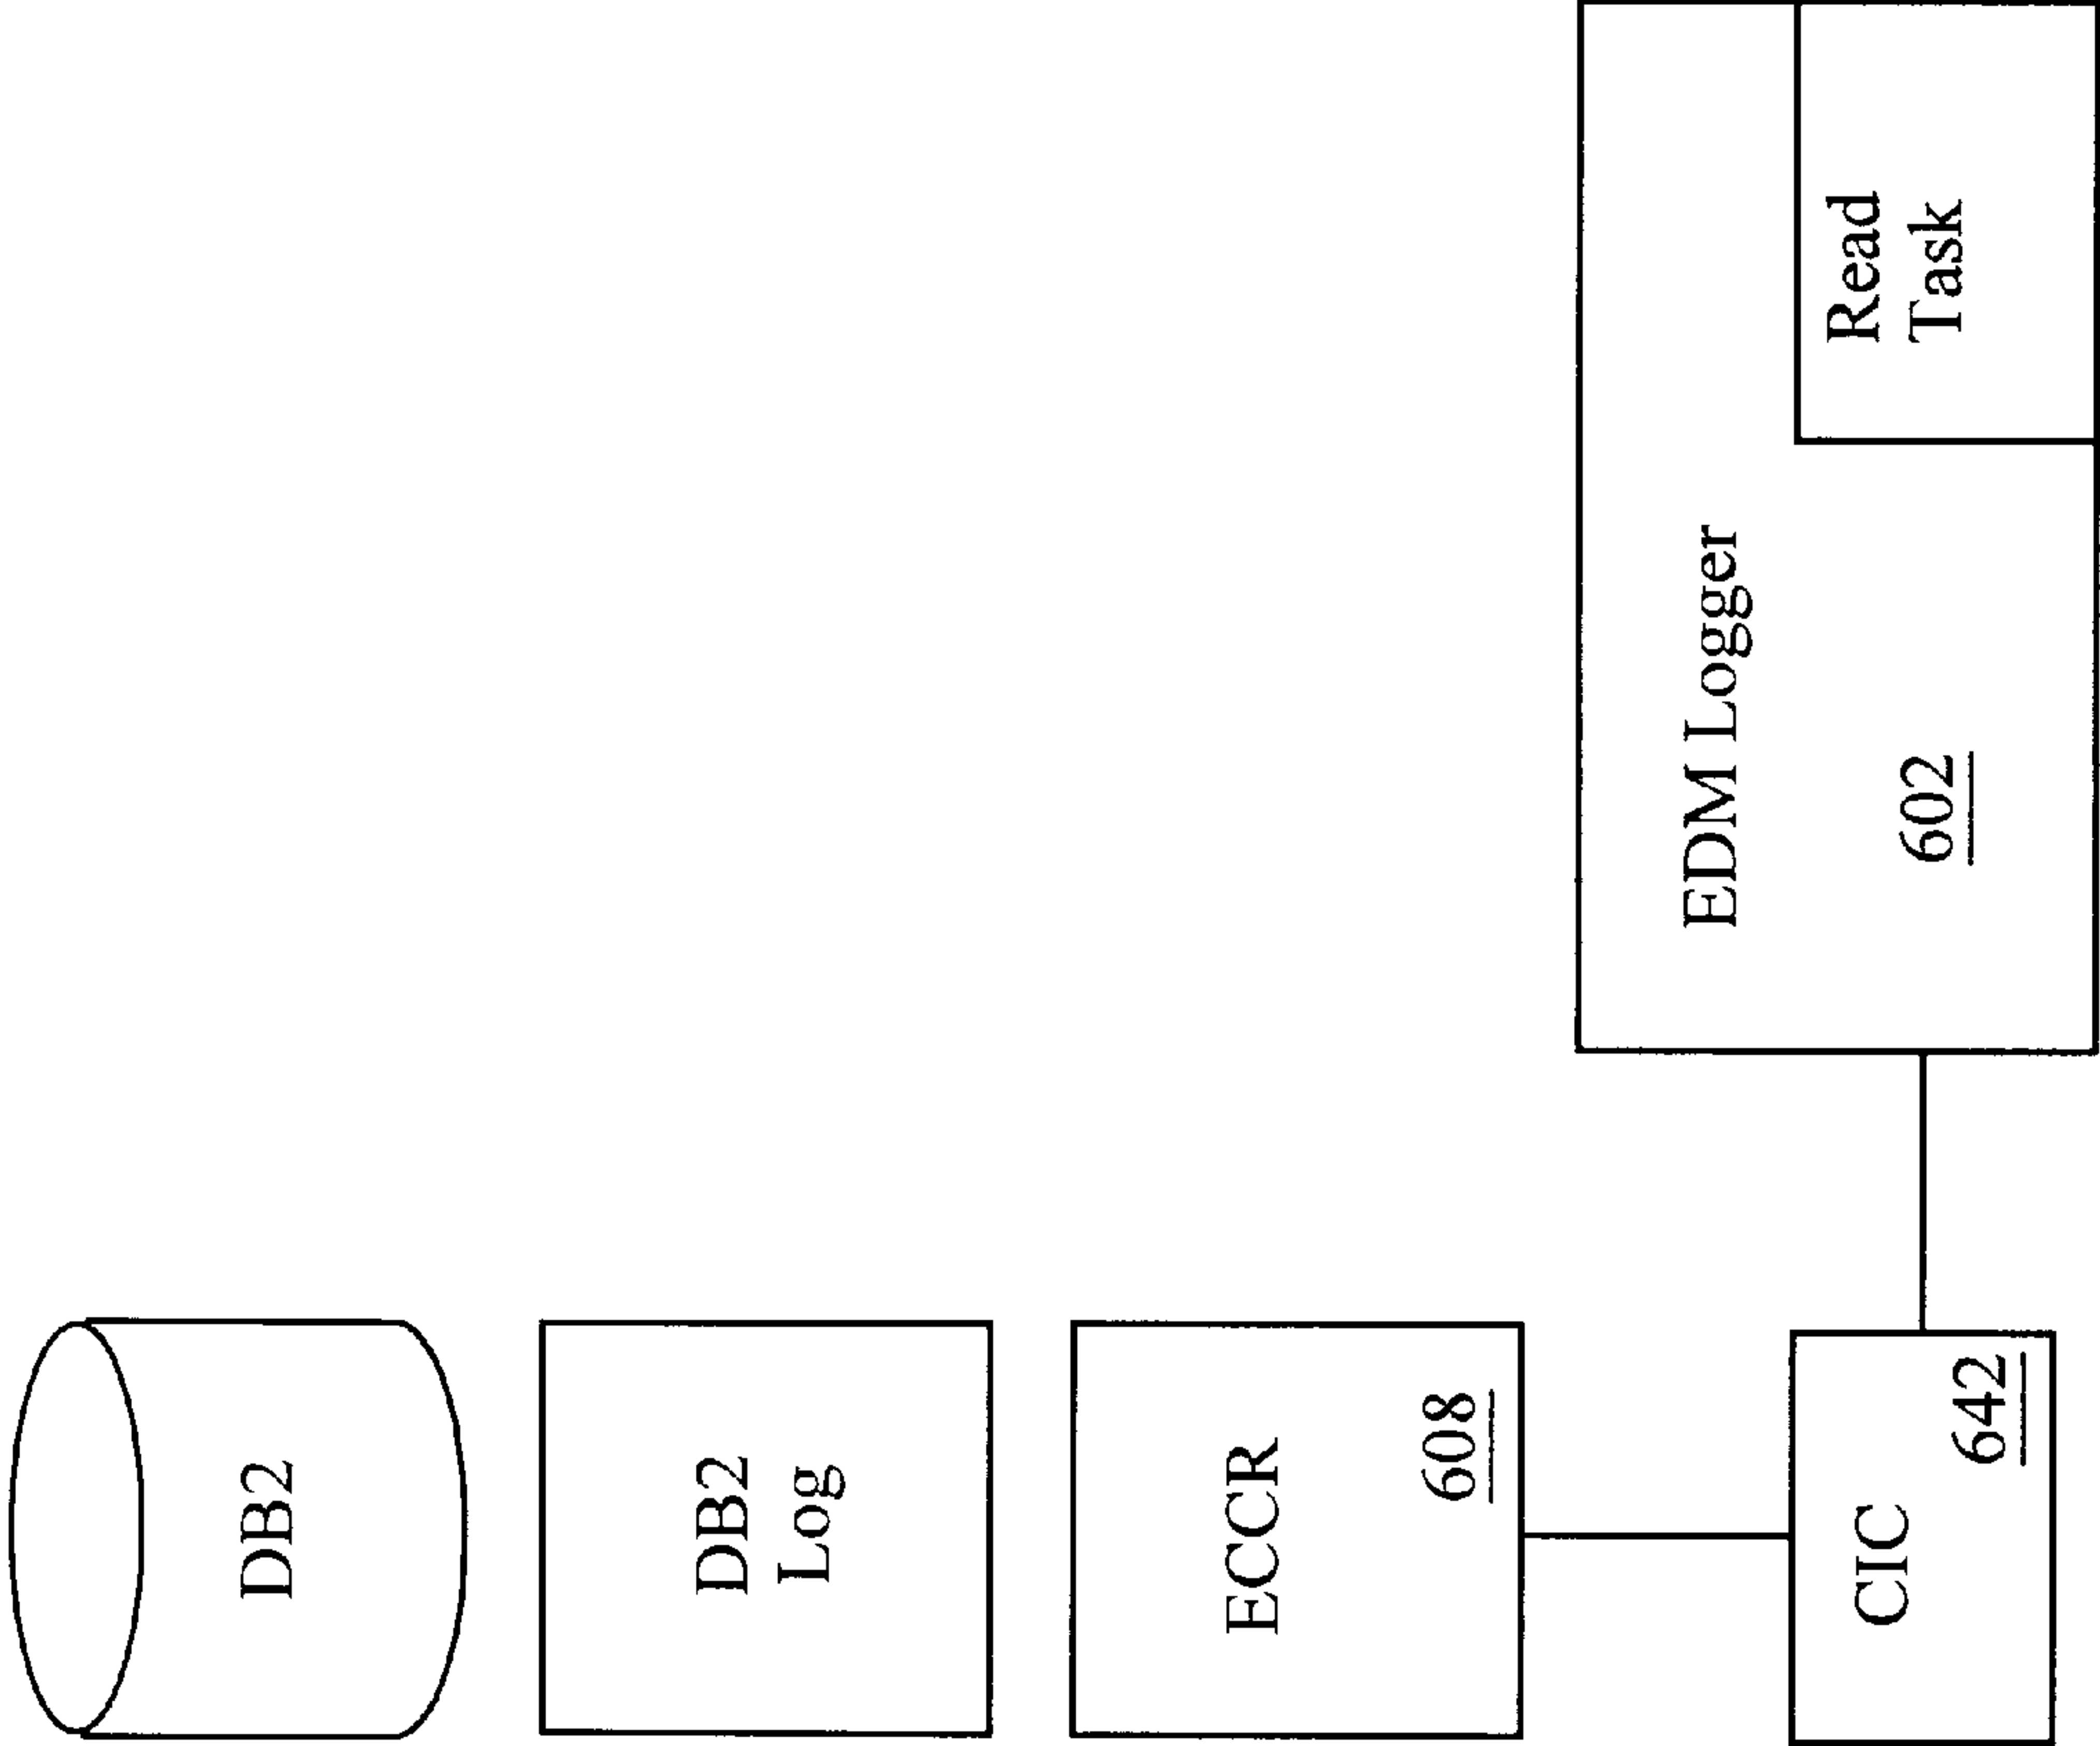 DB2
DB2
Log
ECCR
608
CIC
642
EDM Logger
602
Read
Task